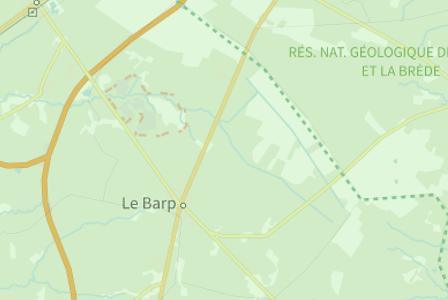 RÉS. NAT. GÉOLOGIQUE D
ET LA BRÈDE
Le Barp